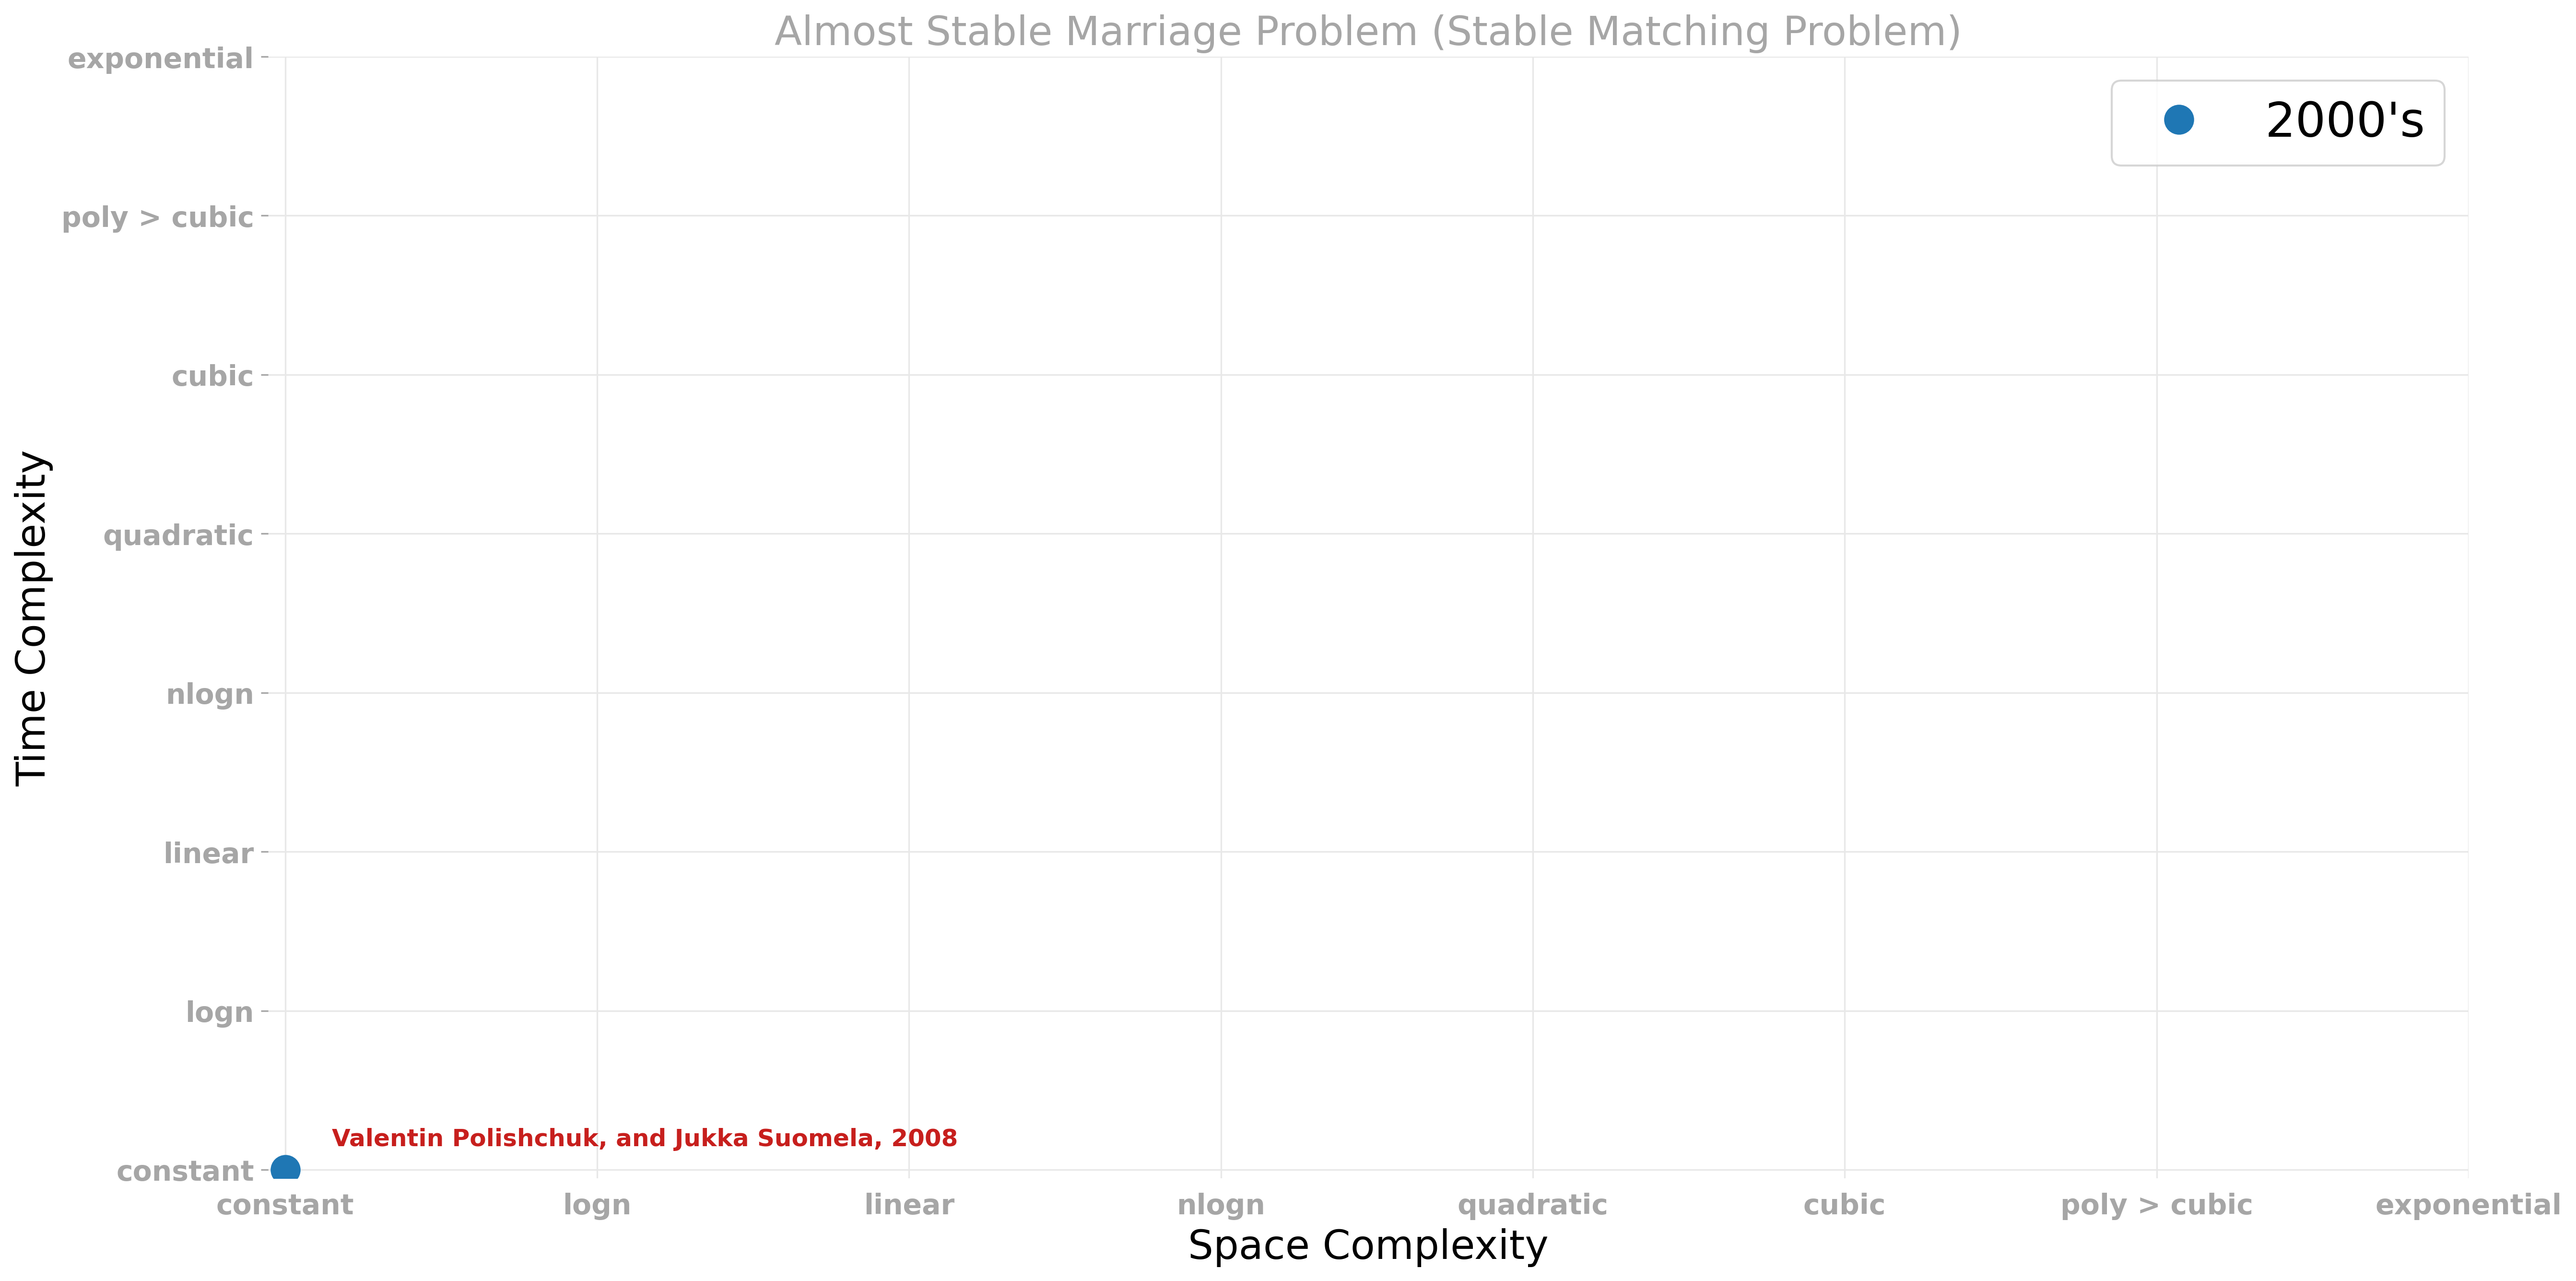 Almost Stable Marriage Problem (Stable Matching Problem)
2000's
Time Complexity
exponential
poly > cubic
cubic
quadratic
nlogn
linear
logn
constant
Valentin Polishchuk, and Jukka Suomela, 2008
constant
logn
linear
nlogn
quadratic
cubic
poly > cubic
exponential
Space Complexity